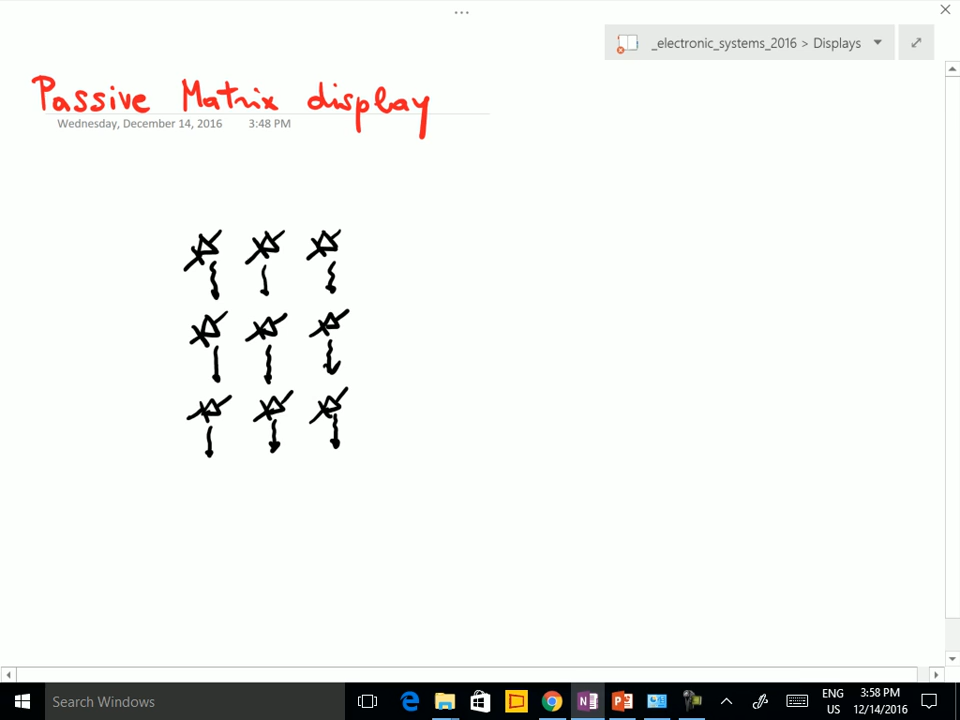 _electronic_systems_2016 > Displays
Passive Matrix display
Wednesday, December 14, 2016 3:48 PM
Search Windows
ENG
US
3:58 PM
12/14/2016